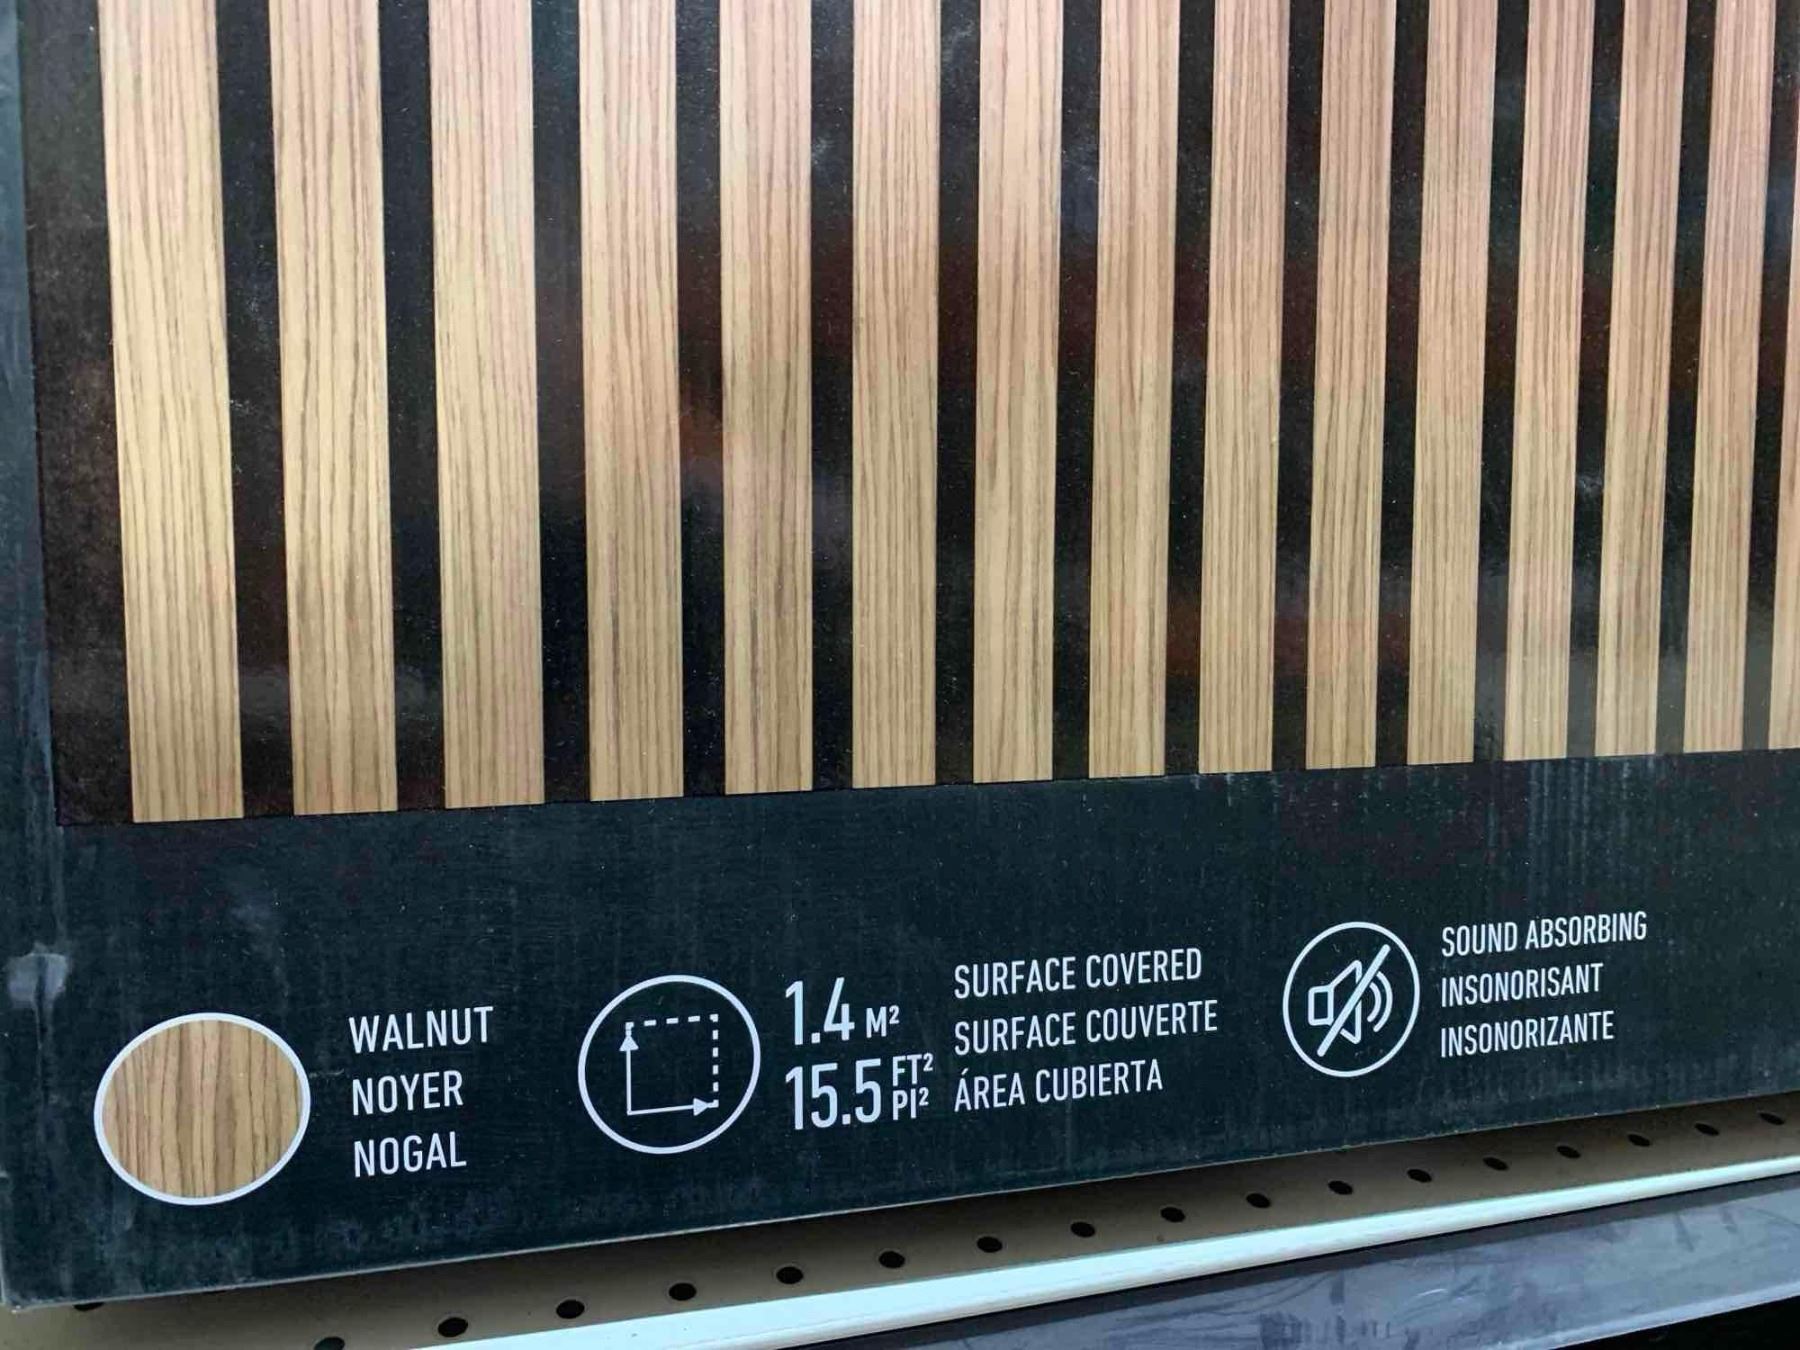 WALNUT
NOYER
NOGAL
1.4 M²
15.5 FT²
PI²
SURFACE COVERED
SURFACE COUVERTE
ÁREA CUBIERTA
SOUND ABSORBING
INSONORISANT
INSONORIZANTE